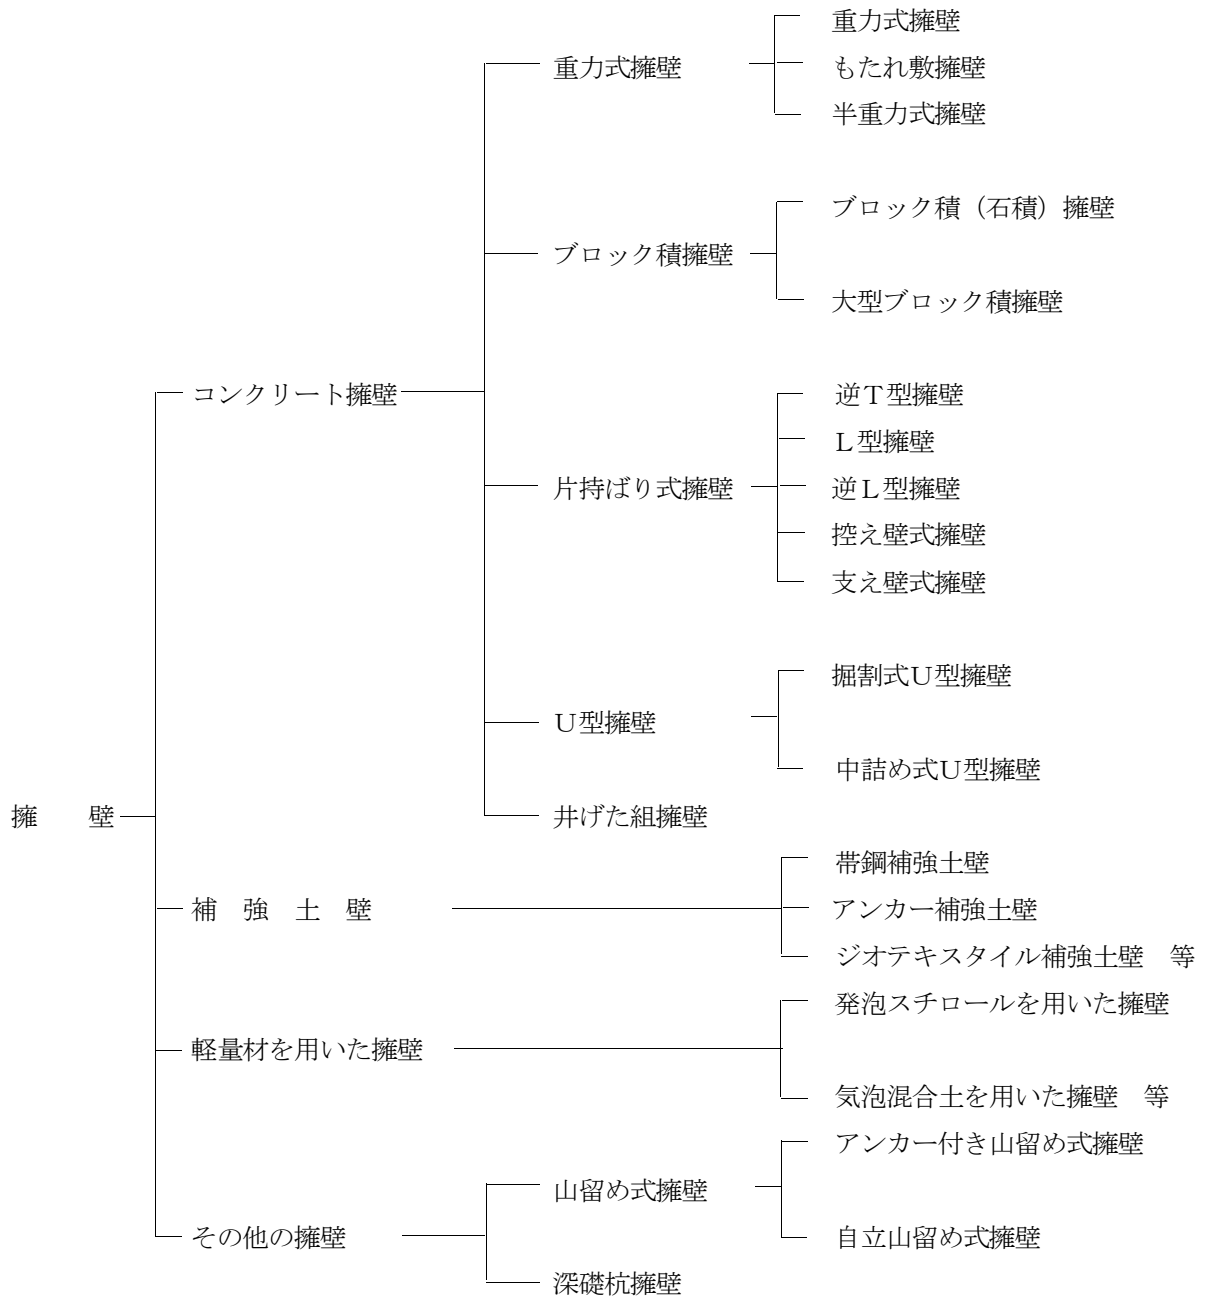 重力式擁壁
重力式擁壁
もたれ敷擁壁
半重力式擁壁
ブロック積（石積）擁壁
ブロック積擁壁
大型ブロック積擁壁
コンクリート擁壁
逆Ｔ型擁壁
Ｌ型擁壁
片持ばり式擁壁
逆Ｌ型擁壁
控え壁式擁壁
支え壁式擁壁
掘割式Ｕ型擁壁
Ｕ型擁壁
中詰め式Ｕ型擁壁
擁　　壁
井げた組擁壁
帯鋼補強土壁
補　強　土　壁
アンカー補強土壁
ジオテキスタイル補強土壁　等
発泡スチロールを用いた擁壁
軽量材を用いた擁壁
気泡混合土を用いた擁壁　等
アンカー付き山留め式擁壁
山留め式擁壁
その他の擁壁
自立山留め式擁壁
深礎杭擁壁